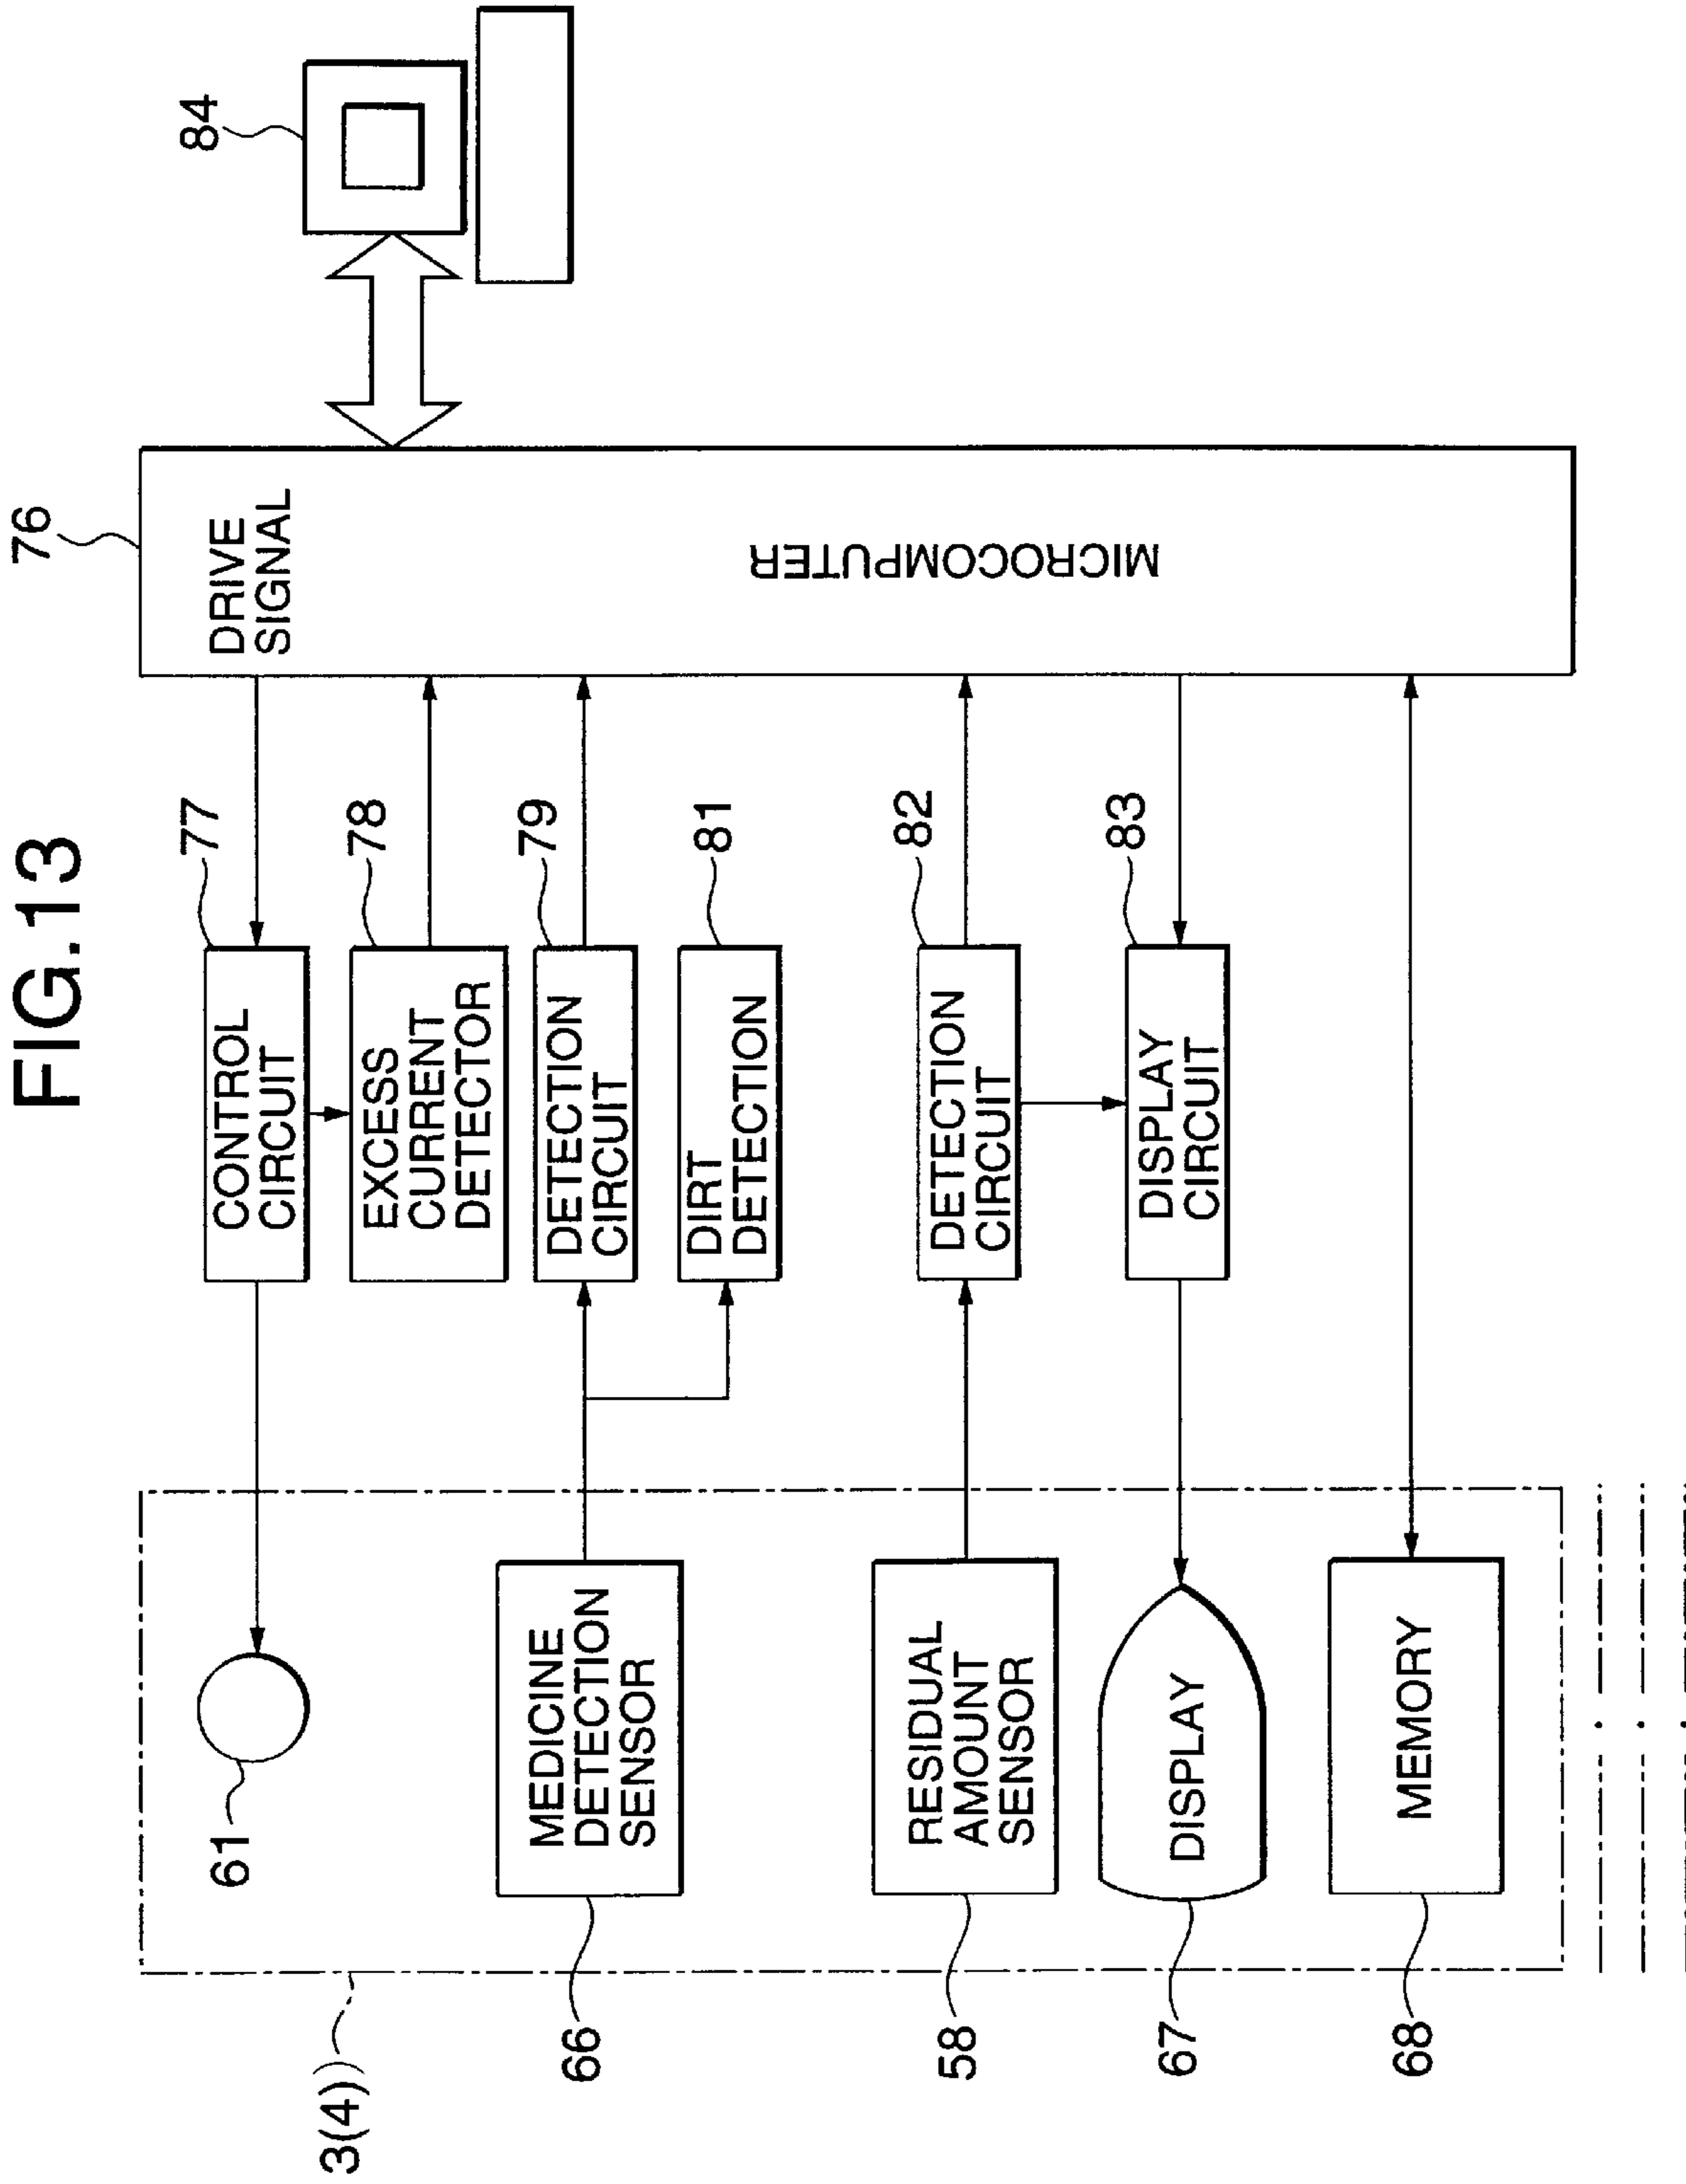 FIG.13
3(4)
61
66
MEDICINE
DETECTION
SENSOR
58
RESIDUAL
AMOUNT
SENSOR
67
DISPLAY
68
MEMORY
77
CONTROL
CIRCUIT
78
EXCESS
CURRENT
DETECTOR
79
DETECTION
CIRCUIT
81
DIRT
DETECTION
82
DETECTION
CIRCUIT
83
DISPLAY
CIRCUIT
76
DRIVE
SIGNAL
MICROCOMPUTER
84